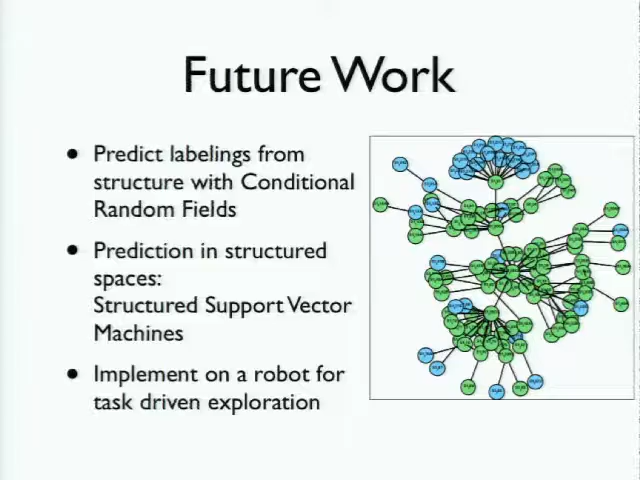 Future Work
• Predict labelings from
structure with Conditional
Random Fields
• Prediction in structured
spaces:
Structured Support Vector
Machines
• Implement on a robot for
task driven exploration